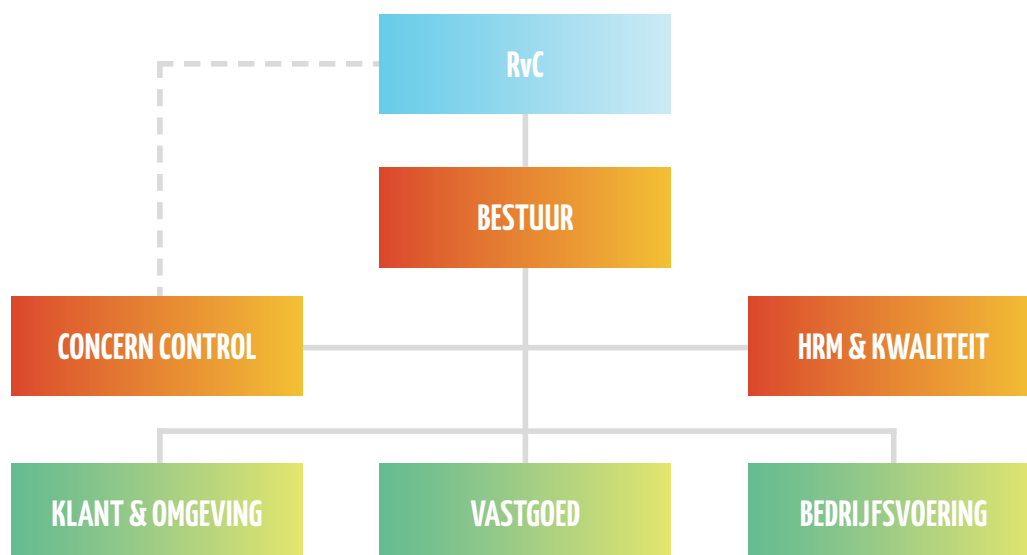 RvC
BESTUUR
CONCERN CONTROL
HRM & KWALITEIT
KLANT & OMGEVING
VASTGOED
BEDRIJFSVOERING